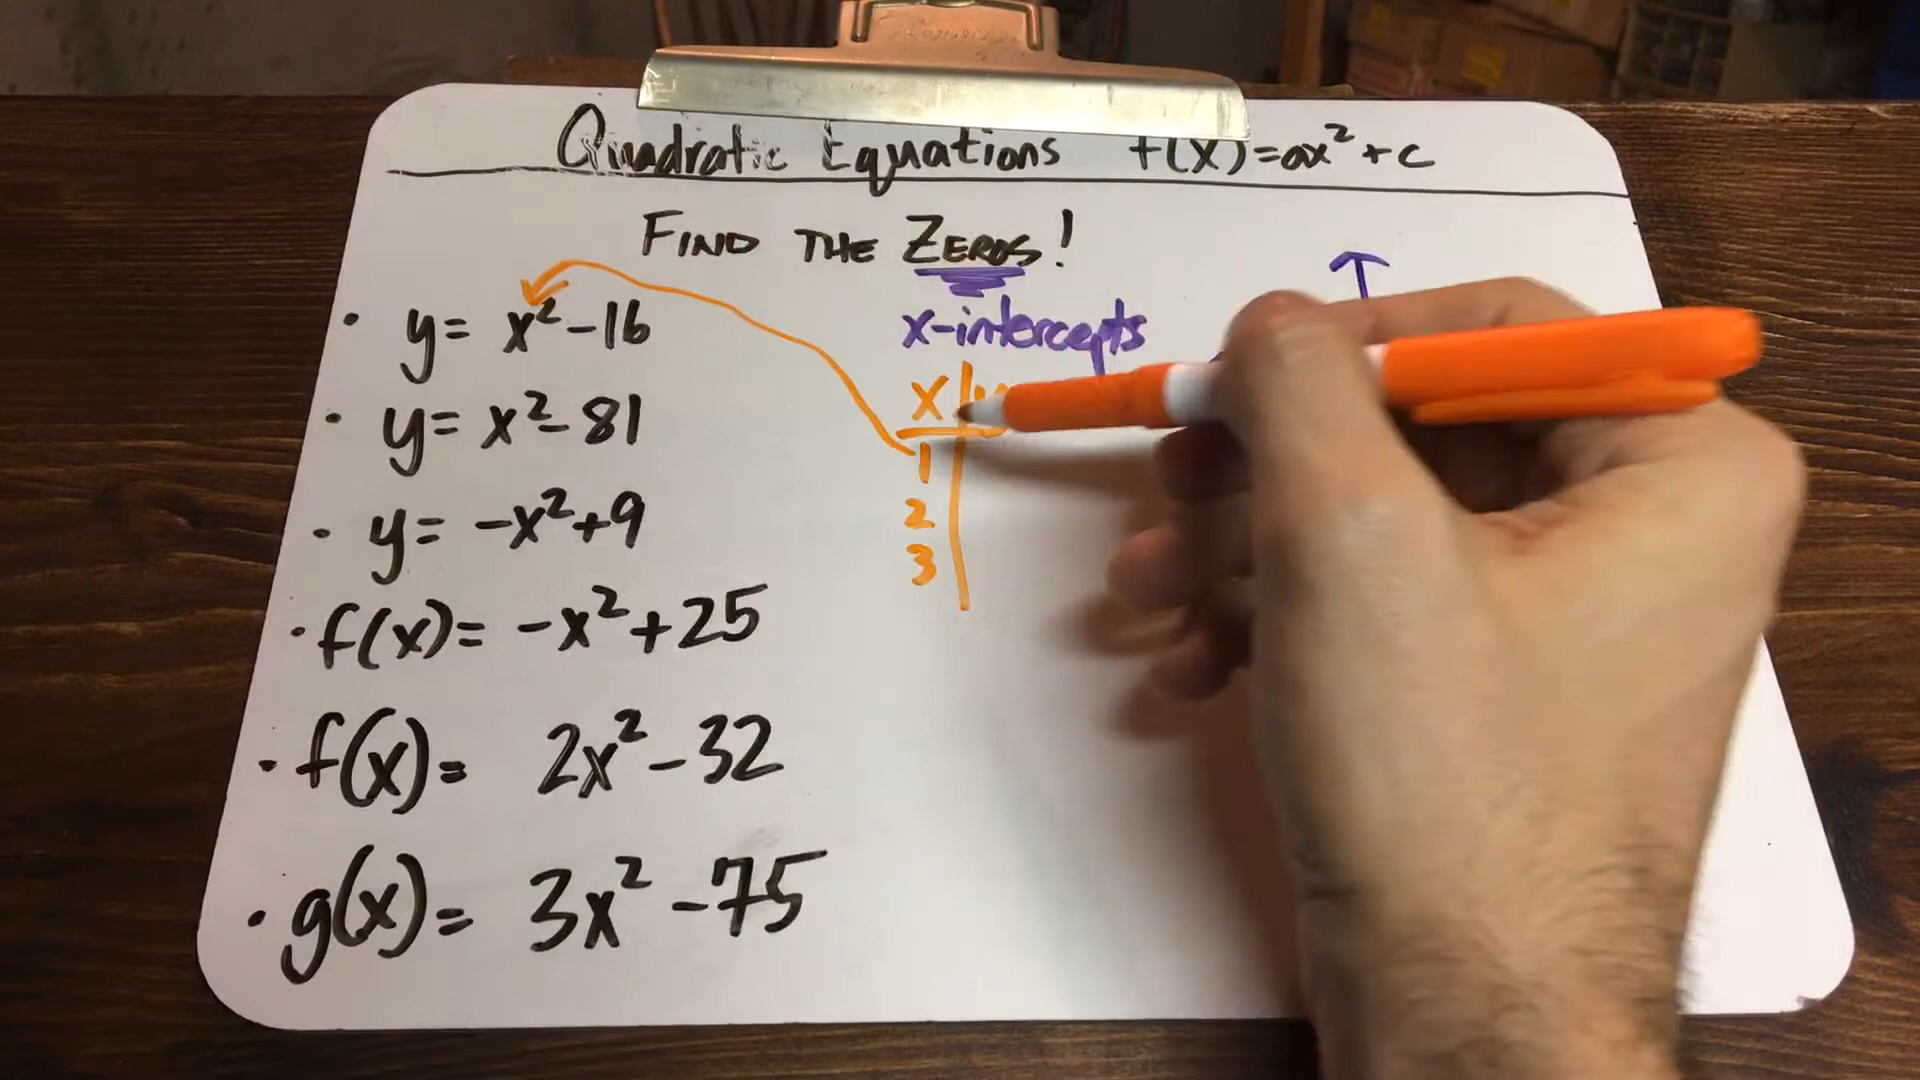 Quadratic Equations f(x)=ax²+c
FIND THE ZEROS!
x-intercepts
• y= x²-16
• y= x²-81
• y= -x²+9
• f(x)= -x²+25
• f(x)= 2x²-32
• g(x)= 3x²-75
x y
1
2
3